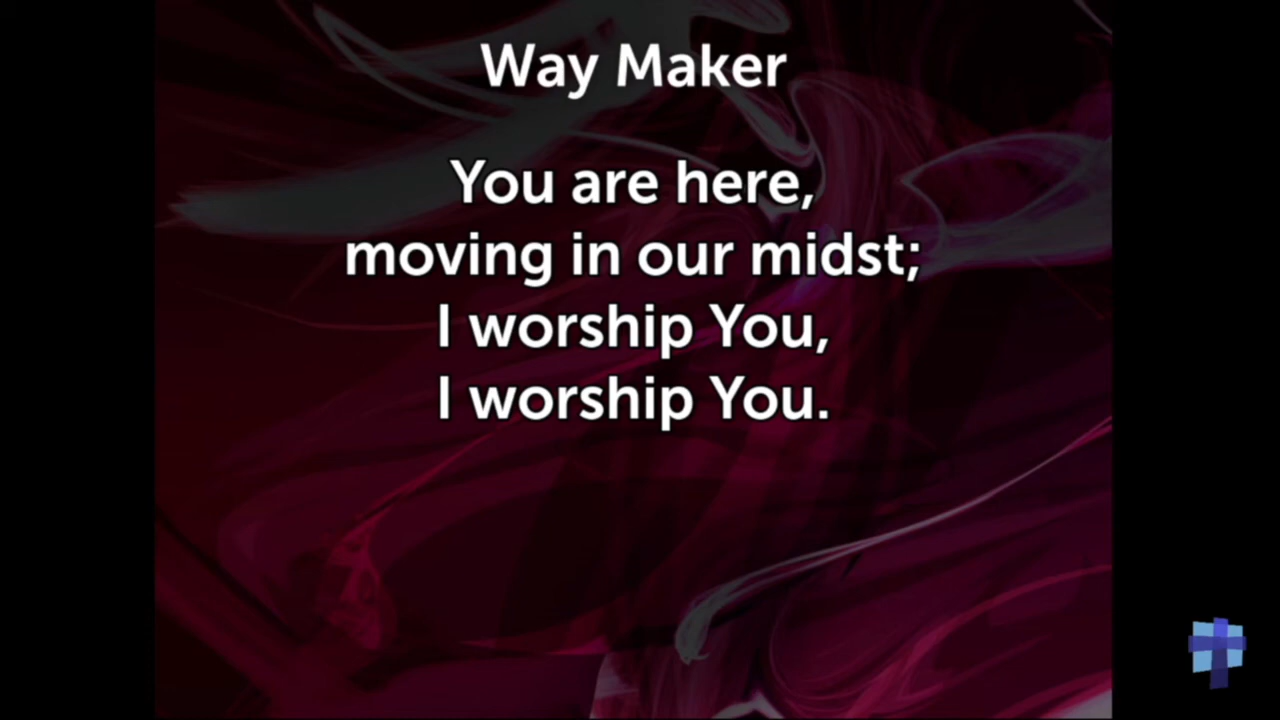 Way Maker
You are here,
moving in our midst;
I worship You,
I worship You.